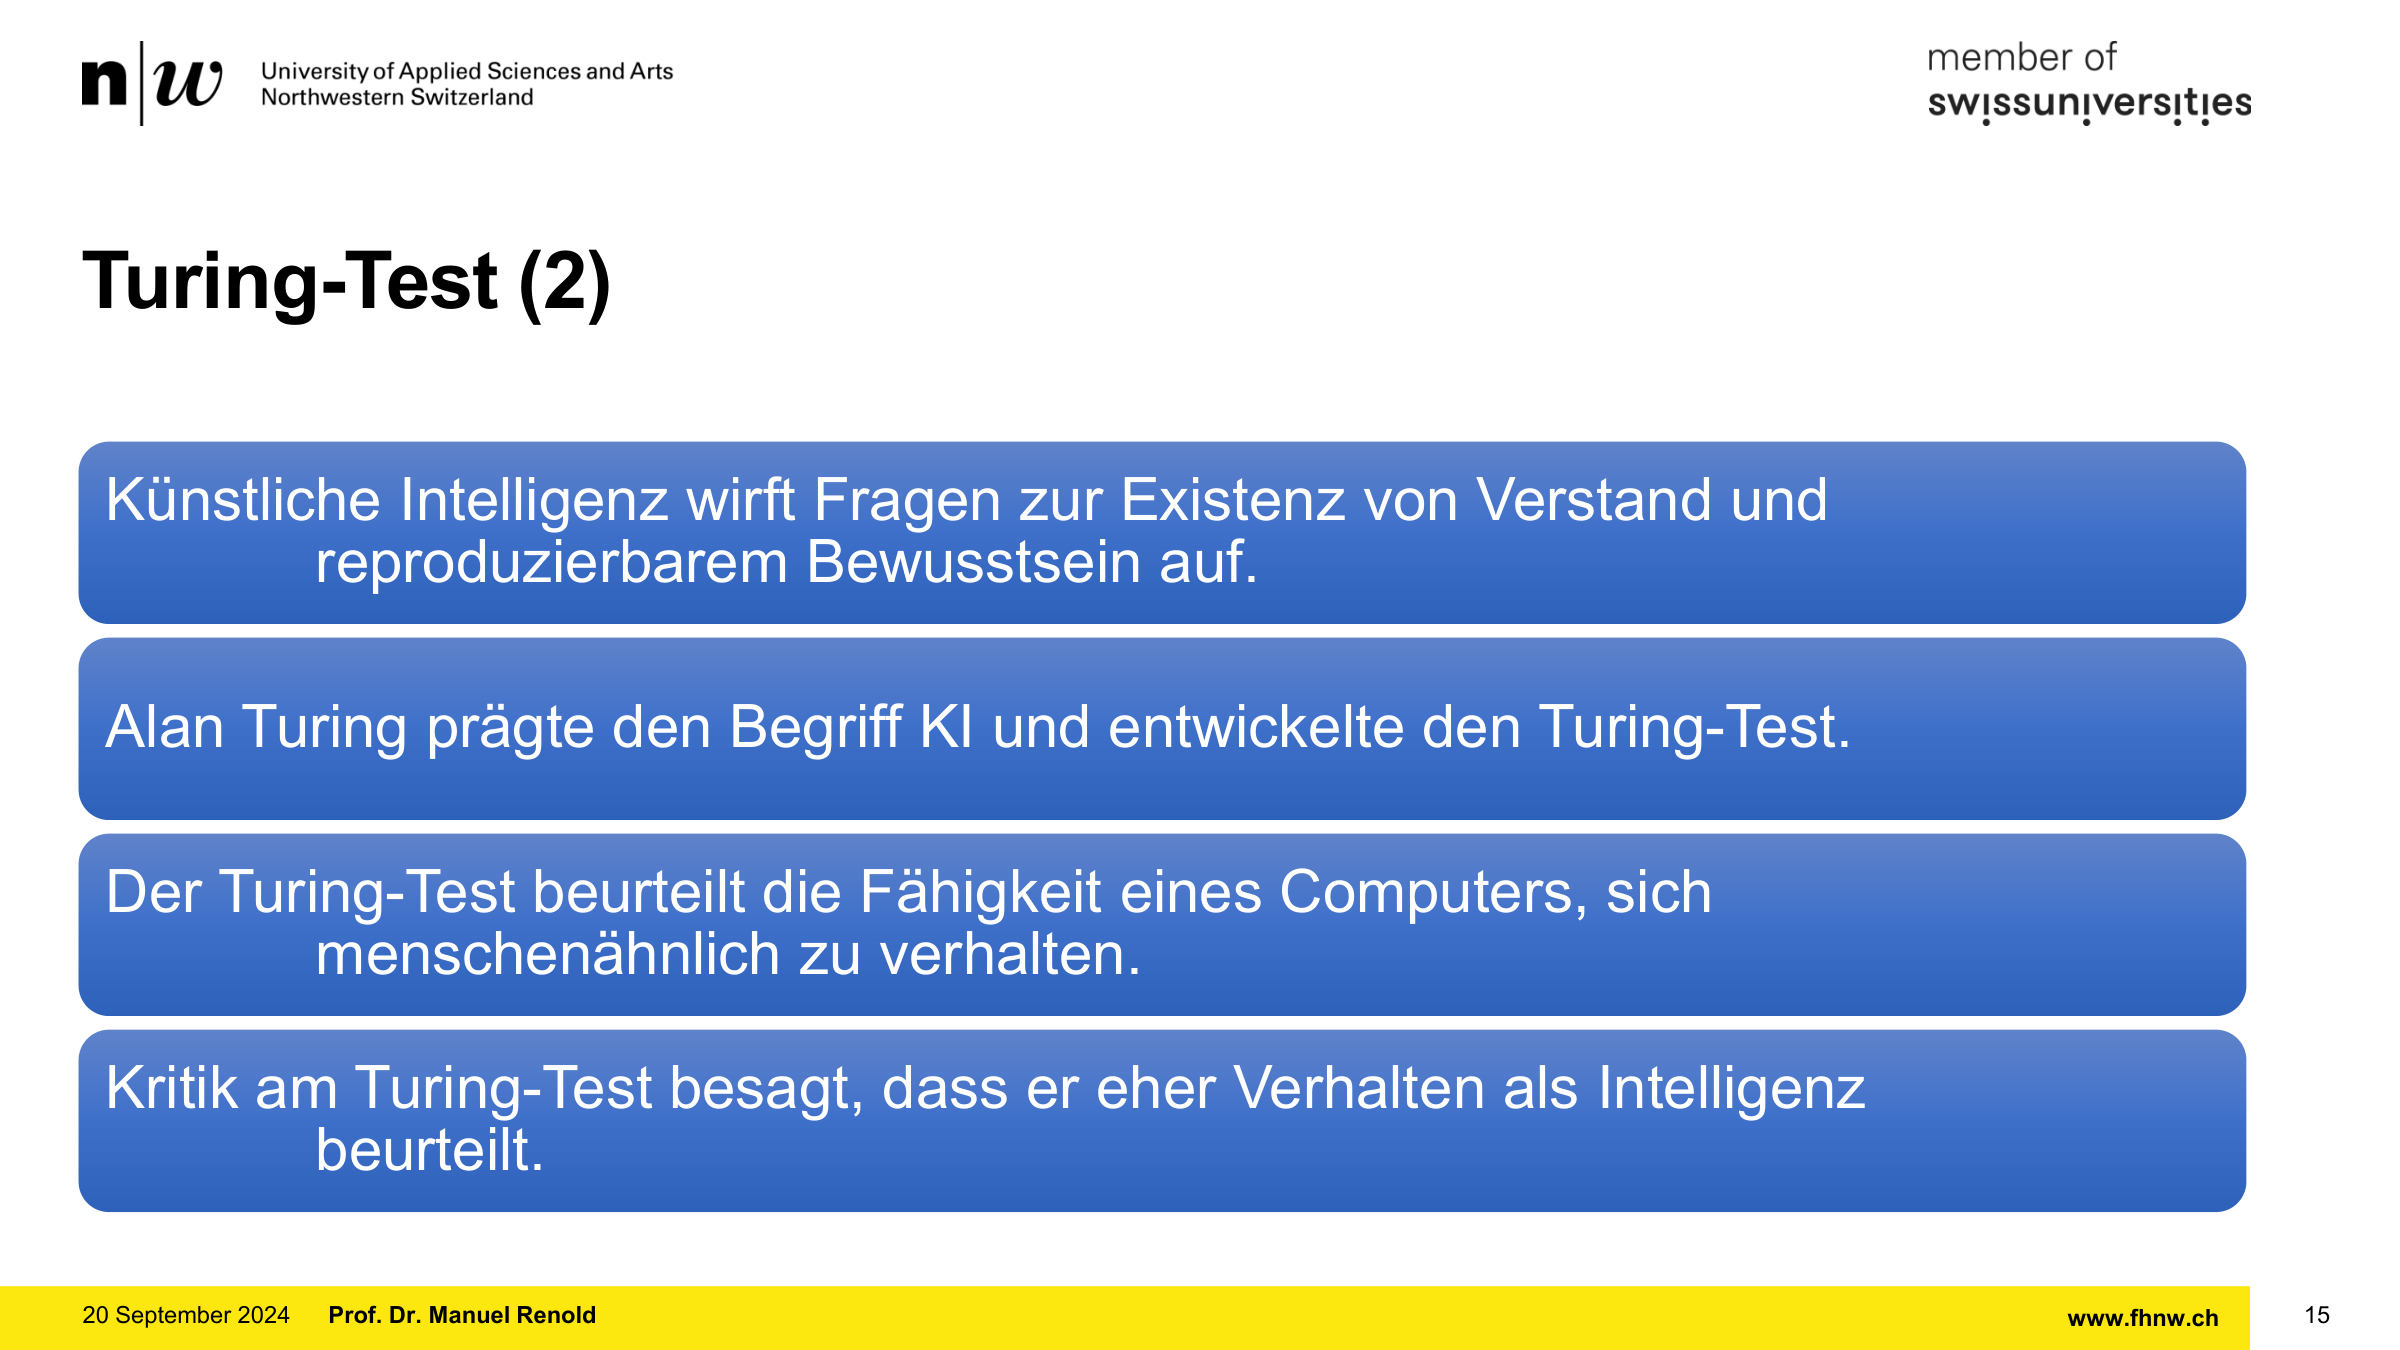 n|w University of Applied Sciences and Arts
Northwestern Switzerland
member of
swissuniversities
Turing-Test (2)
Künstliche Intelligenz wirft Fragen zur Existenz von Verstand und
reproduzierbarem Bewusstsein auf.
Alan Turing prägte den Begriff KI und entwickelte den Turing-Test.
Der Turing-Test beurteilt die Fähigkeit eines Computers, sich
menschenähnlich zu verhalten.
Kritik am Turing-Test besagt, dass er eher Verhalten als Intelligenz
beurteilt.
20 September 2024 Prof. Dr. Manuel Renold www.fhnw.ch 15